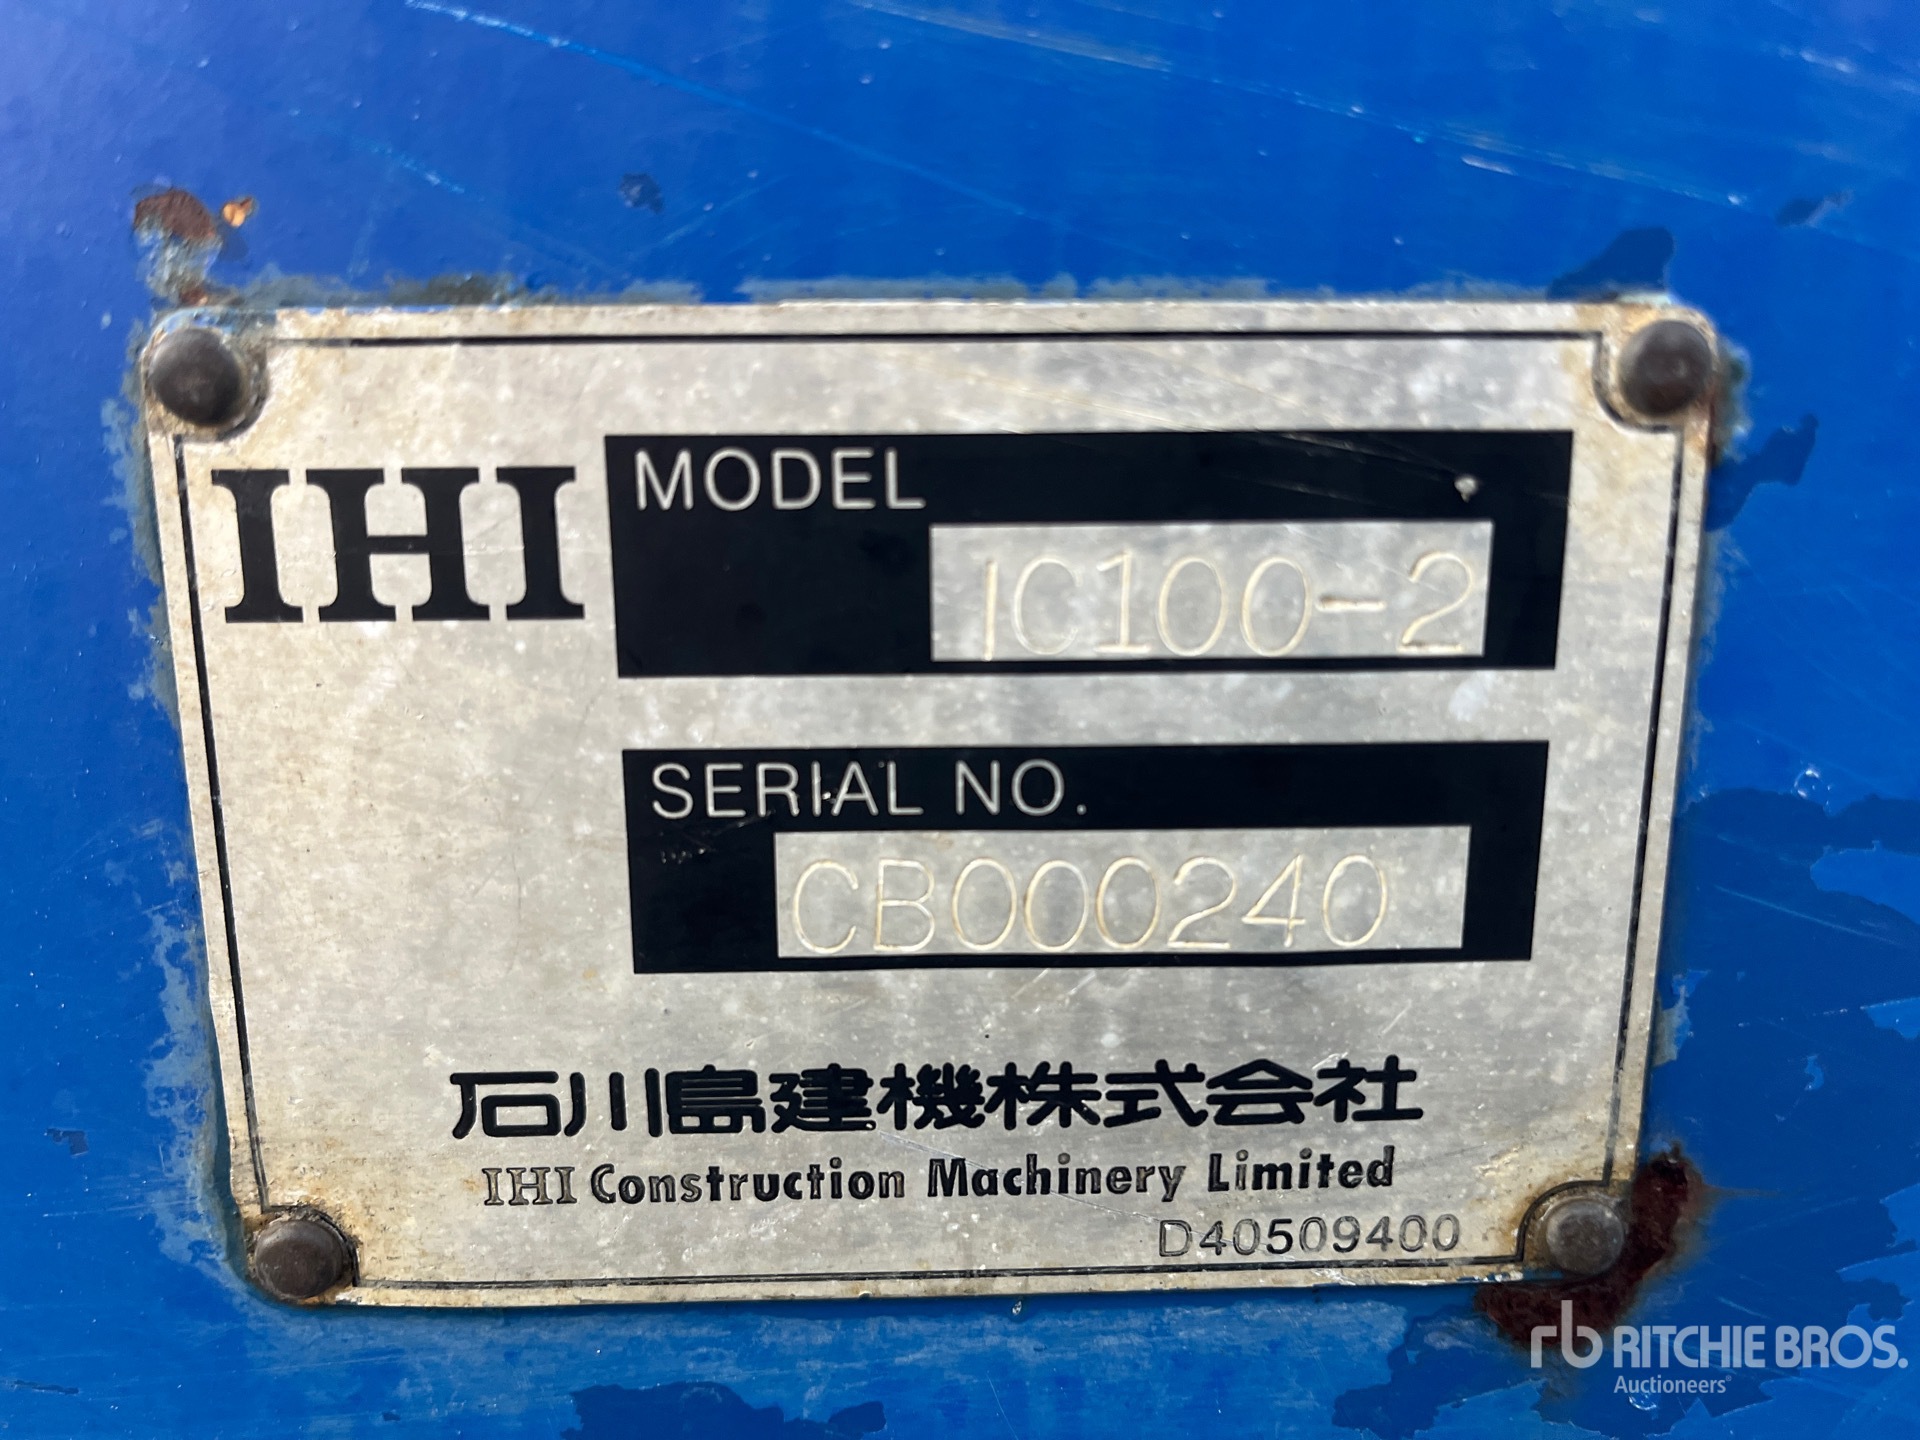 IHI
MODEL
IC100-2
SERIAL NO.
CB000240
石川島建機株式会社
IHI Construction Machinery Limited
D40509400
rb RITCHIE BROS.
Auctioneers